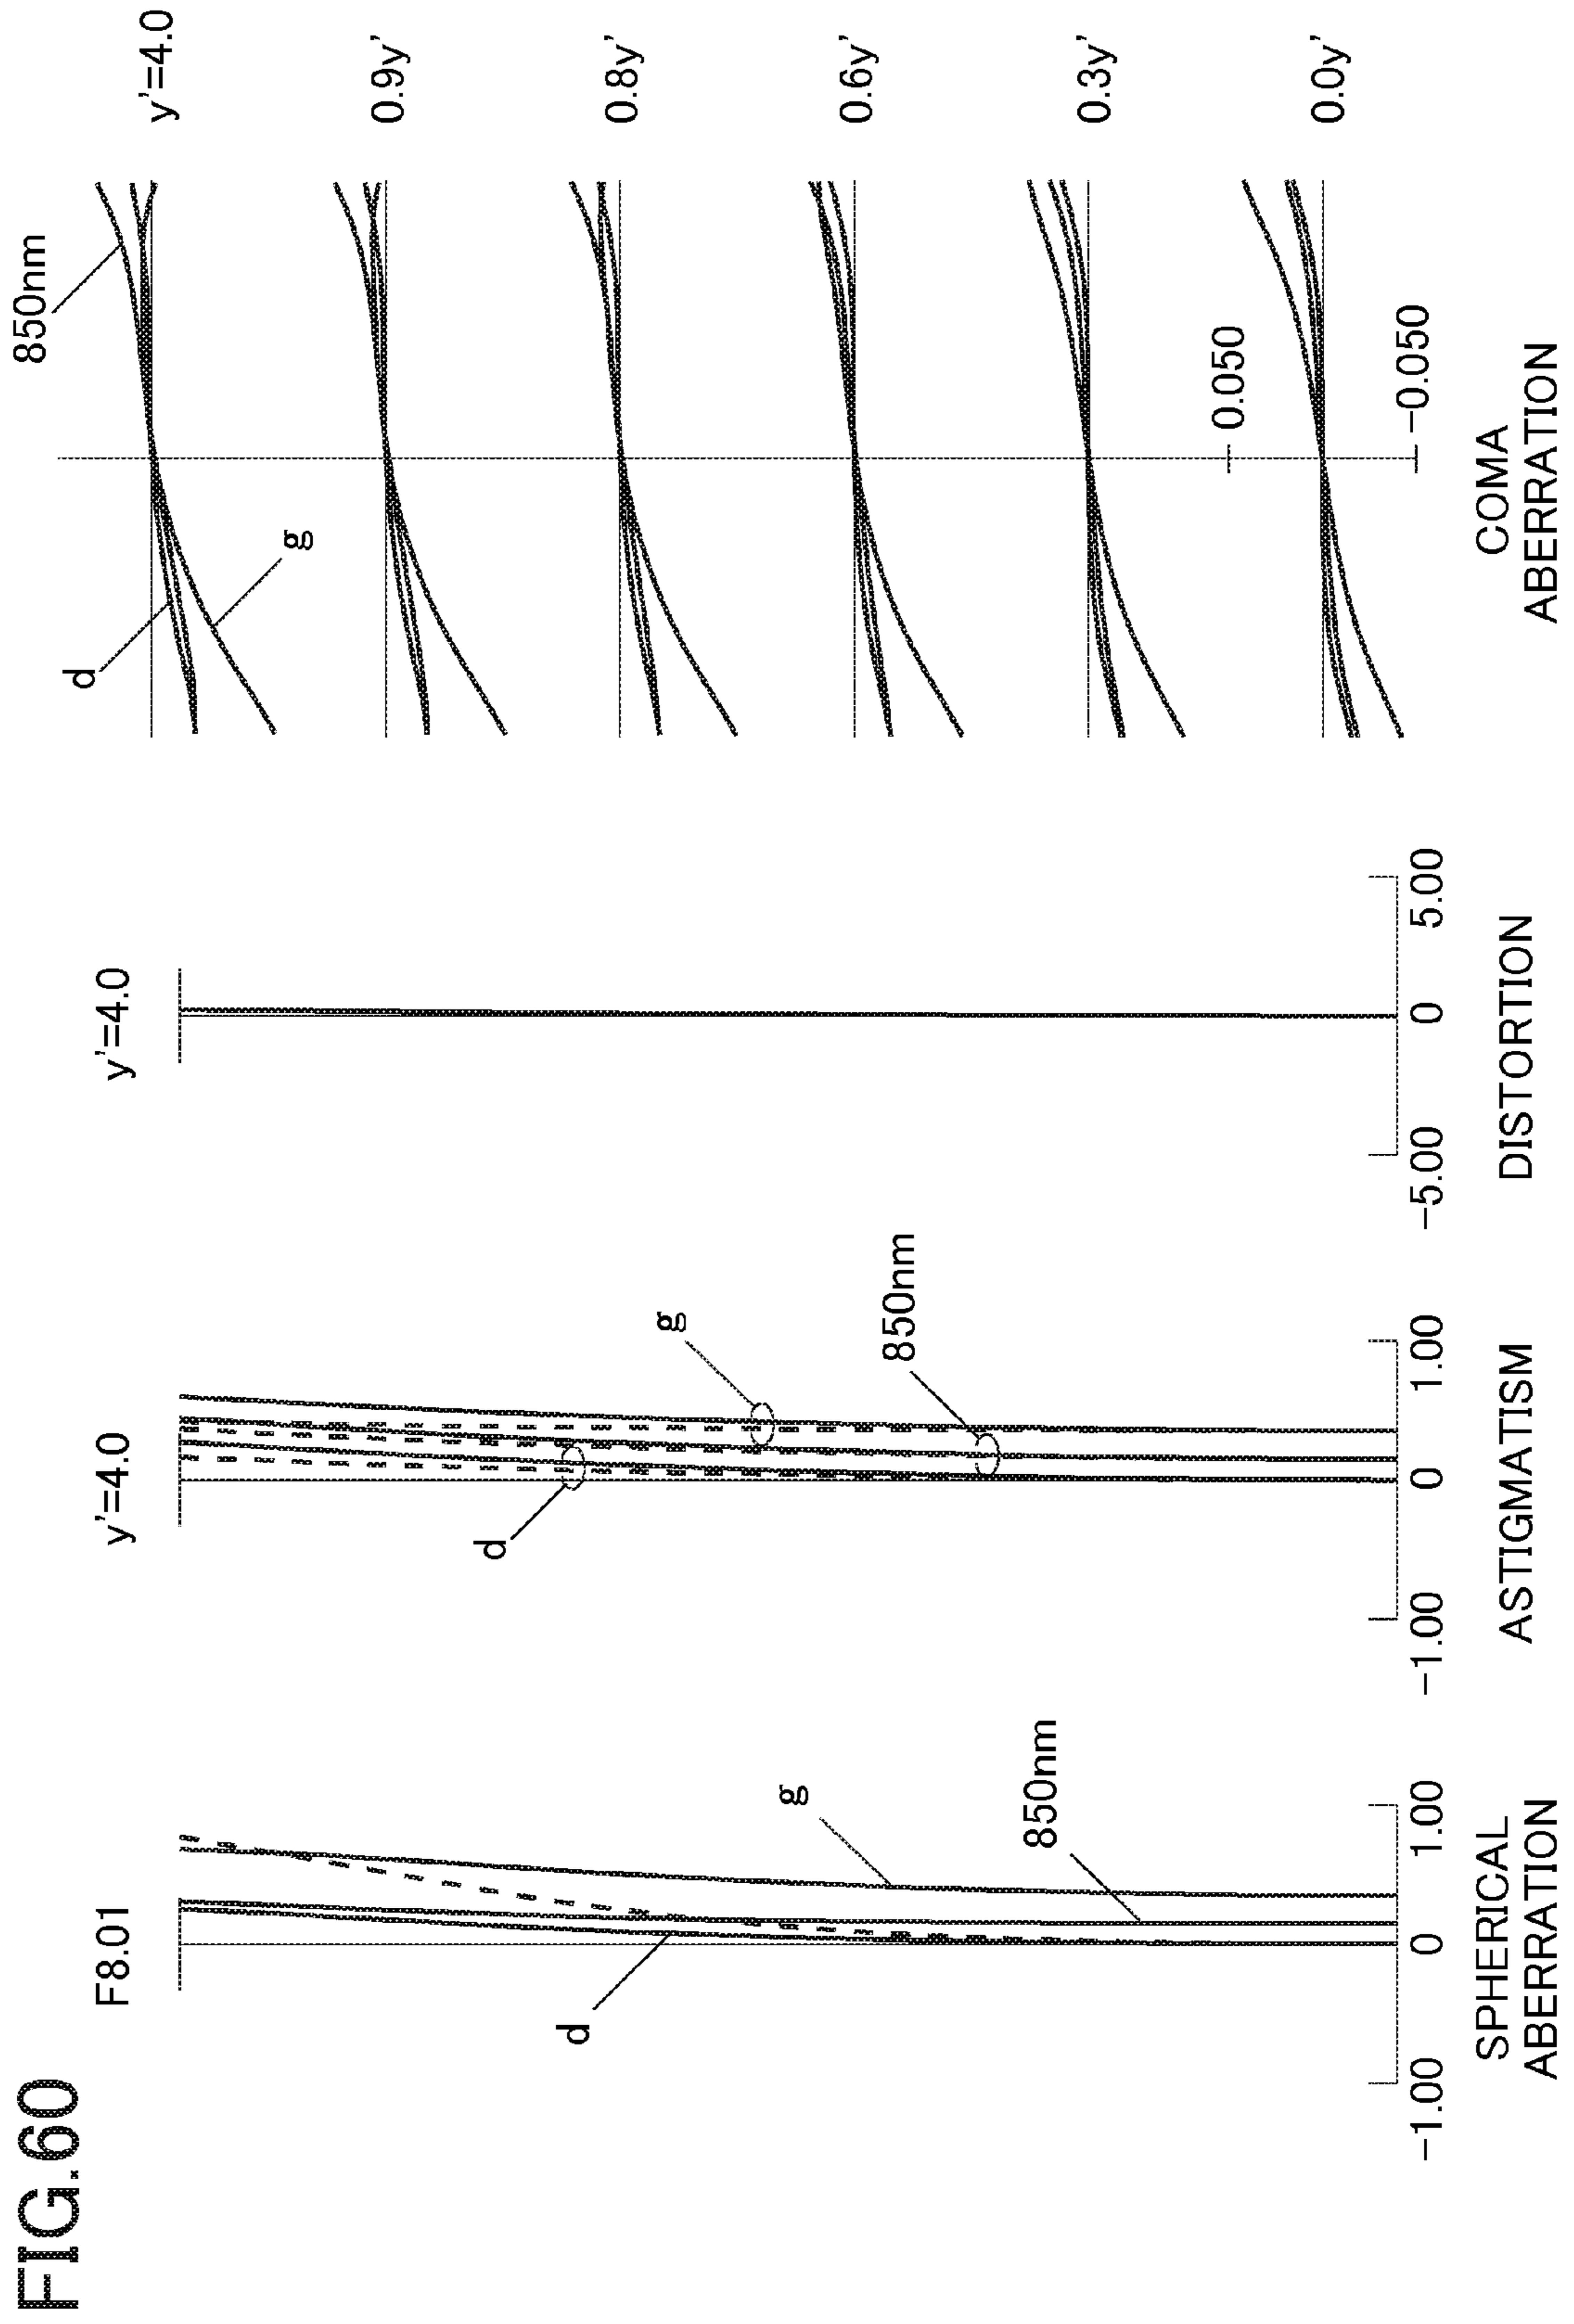 FIG.60
F8.01
d
g
850nm
−1.00
0
1.00
SPHERICAL
ABERRATION
y'=4.0
d
g
850nm
−1.00
0
1.00
ASTIGMATISM
y'=4.0
−5.00
0
5.00
DISTORTION
850nm
d
g
y'=4.0
0.9y'
0.8y'
0.6y'
0.3y'
0.050
0.0y'
−0.050
COMA
ABERRATION